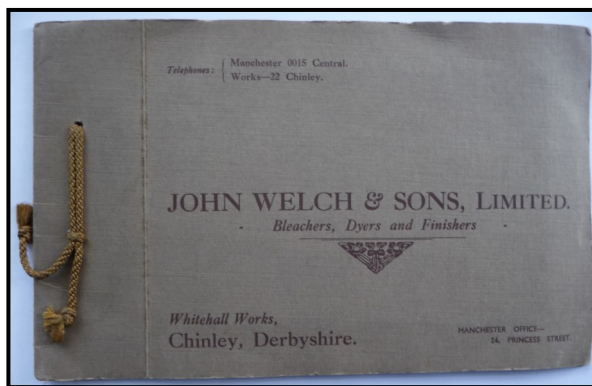 Telephones: Manchester 0015 Central.
Works—22 Chinley.
JOHN WELCH & SONS, LIMITED.
- Bleachers, Dyers and Finishers -
Whitehall Works,
Chinley, Derbyshire.
MANCHESTER OFFICE—
PRINCESS STREET.